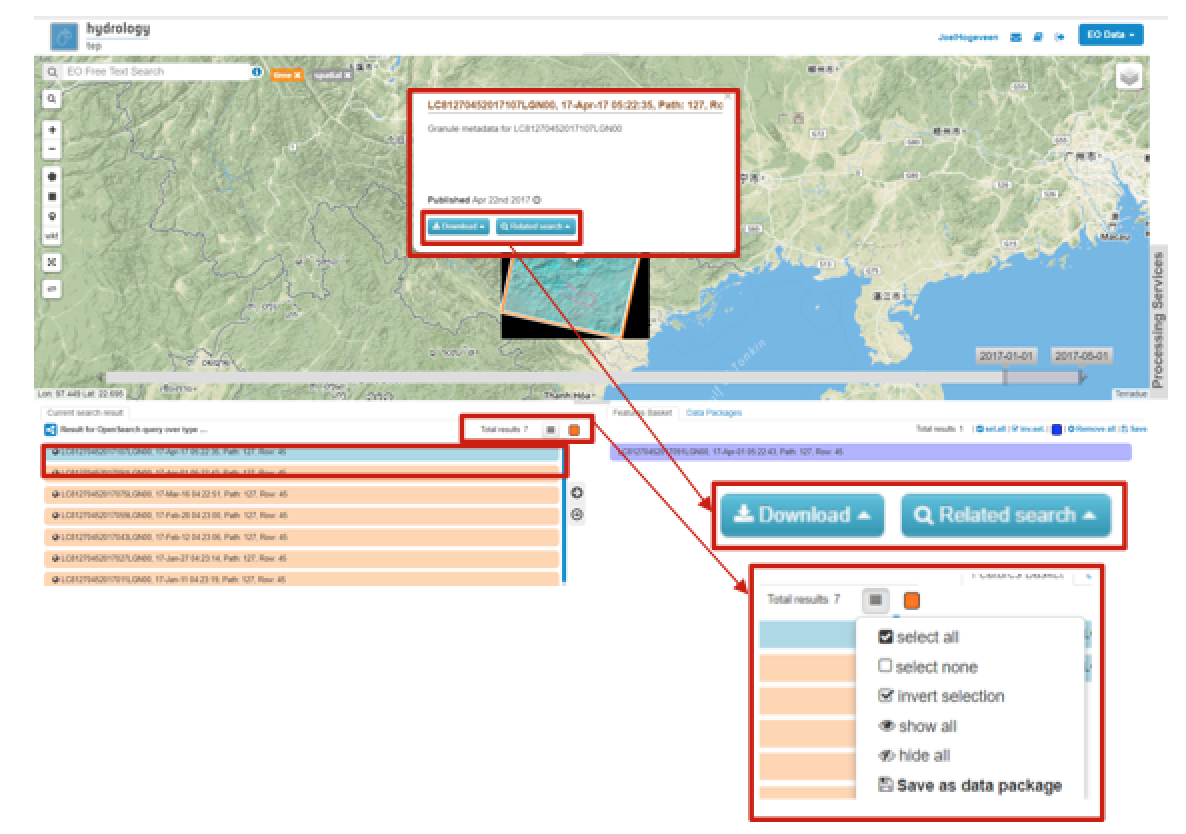 hydrology
tep
JoelHogeveen
EO Data
EO Free Text Search
time
spatial
LC81270452017107LGN00, 17-Apr-17 05:22:35, Path: 127, Ro
Granule metadata for LC81270452017107LGN00
Published Apr 22nd 2017
Download
Related search
wkt
广州市
Macau
湛江市
Processing Services
2017-01-01
2017-05-01
Lon: 97.449 Lat: 22.695
Thanh Hóa
Terradue
Current search result
Result for OpenSearch query over type ...
Total results 7
Features Basket
Data Packages
Total results 1
sel.all
inv.sel.
Remove all
Save
LC81270452017107LGN00, 17-Apr-17 05:22:35, Path: 127, Row: 45
LC81270452017091LGN00, 17-Apr-01 05:22:43, Path: 127, Row: 45
LC81270452017091LGN00, 17-Apr-01 05:22:43, Path: 127, Row: 45
LC81270452017075LGN00, 17-Mar-16 04:22:51, Path: 127, Row: 45
LC81270452017059LGN00, 17-Feb-28 04:23:00, Path: 127, Row: 45
LC81270452017043LGN00, 17-Feb-12 04:23:06, Path: 127, Row: 45
LC81270452017027LGN00, 17-Jan-27 04:23:14, Path: 127, Row: 45
LC81270452017011LGN00, 17-Jan-11 04:23:19, Path: 127, Row: 45
Download
Related search
Features Basket
Total results 7
select all
select none
invert selection
show all
hide all
Save as data package